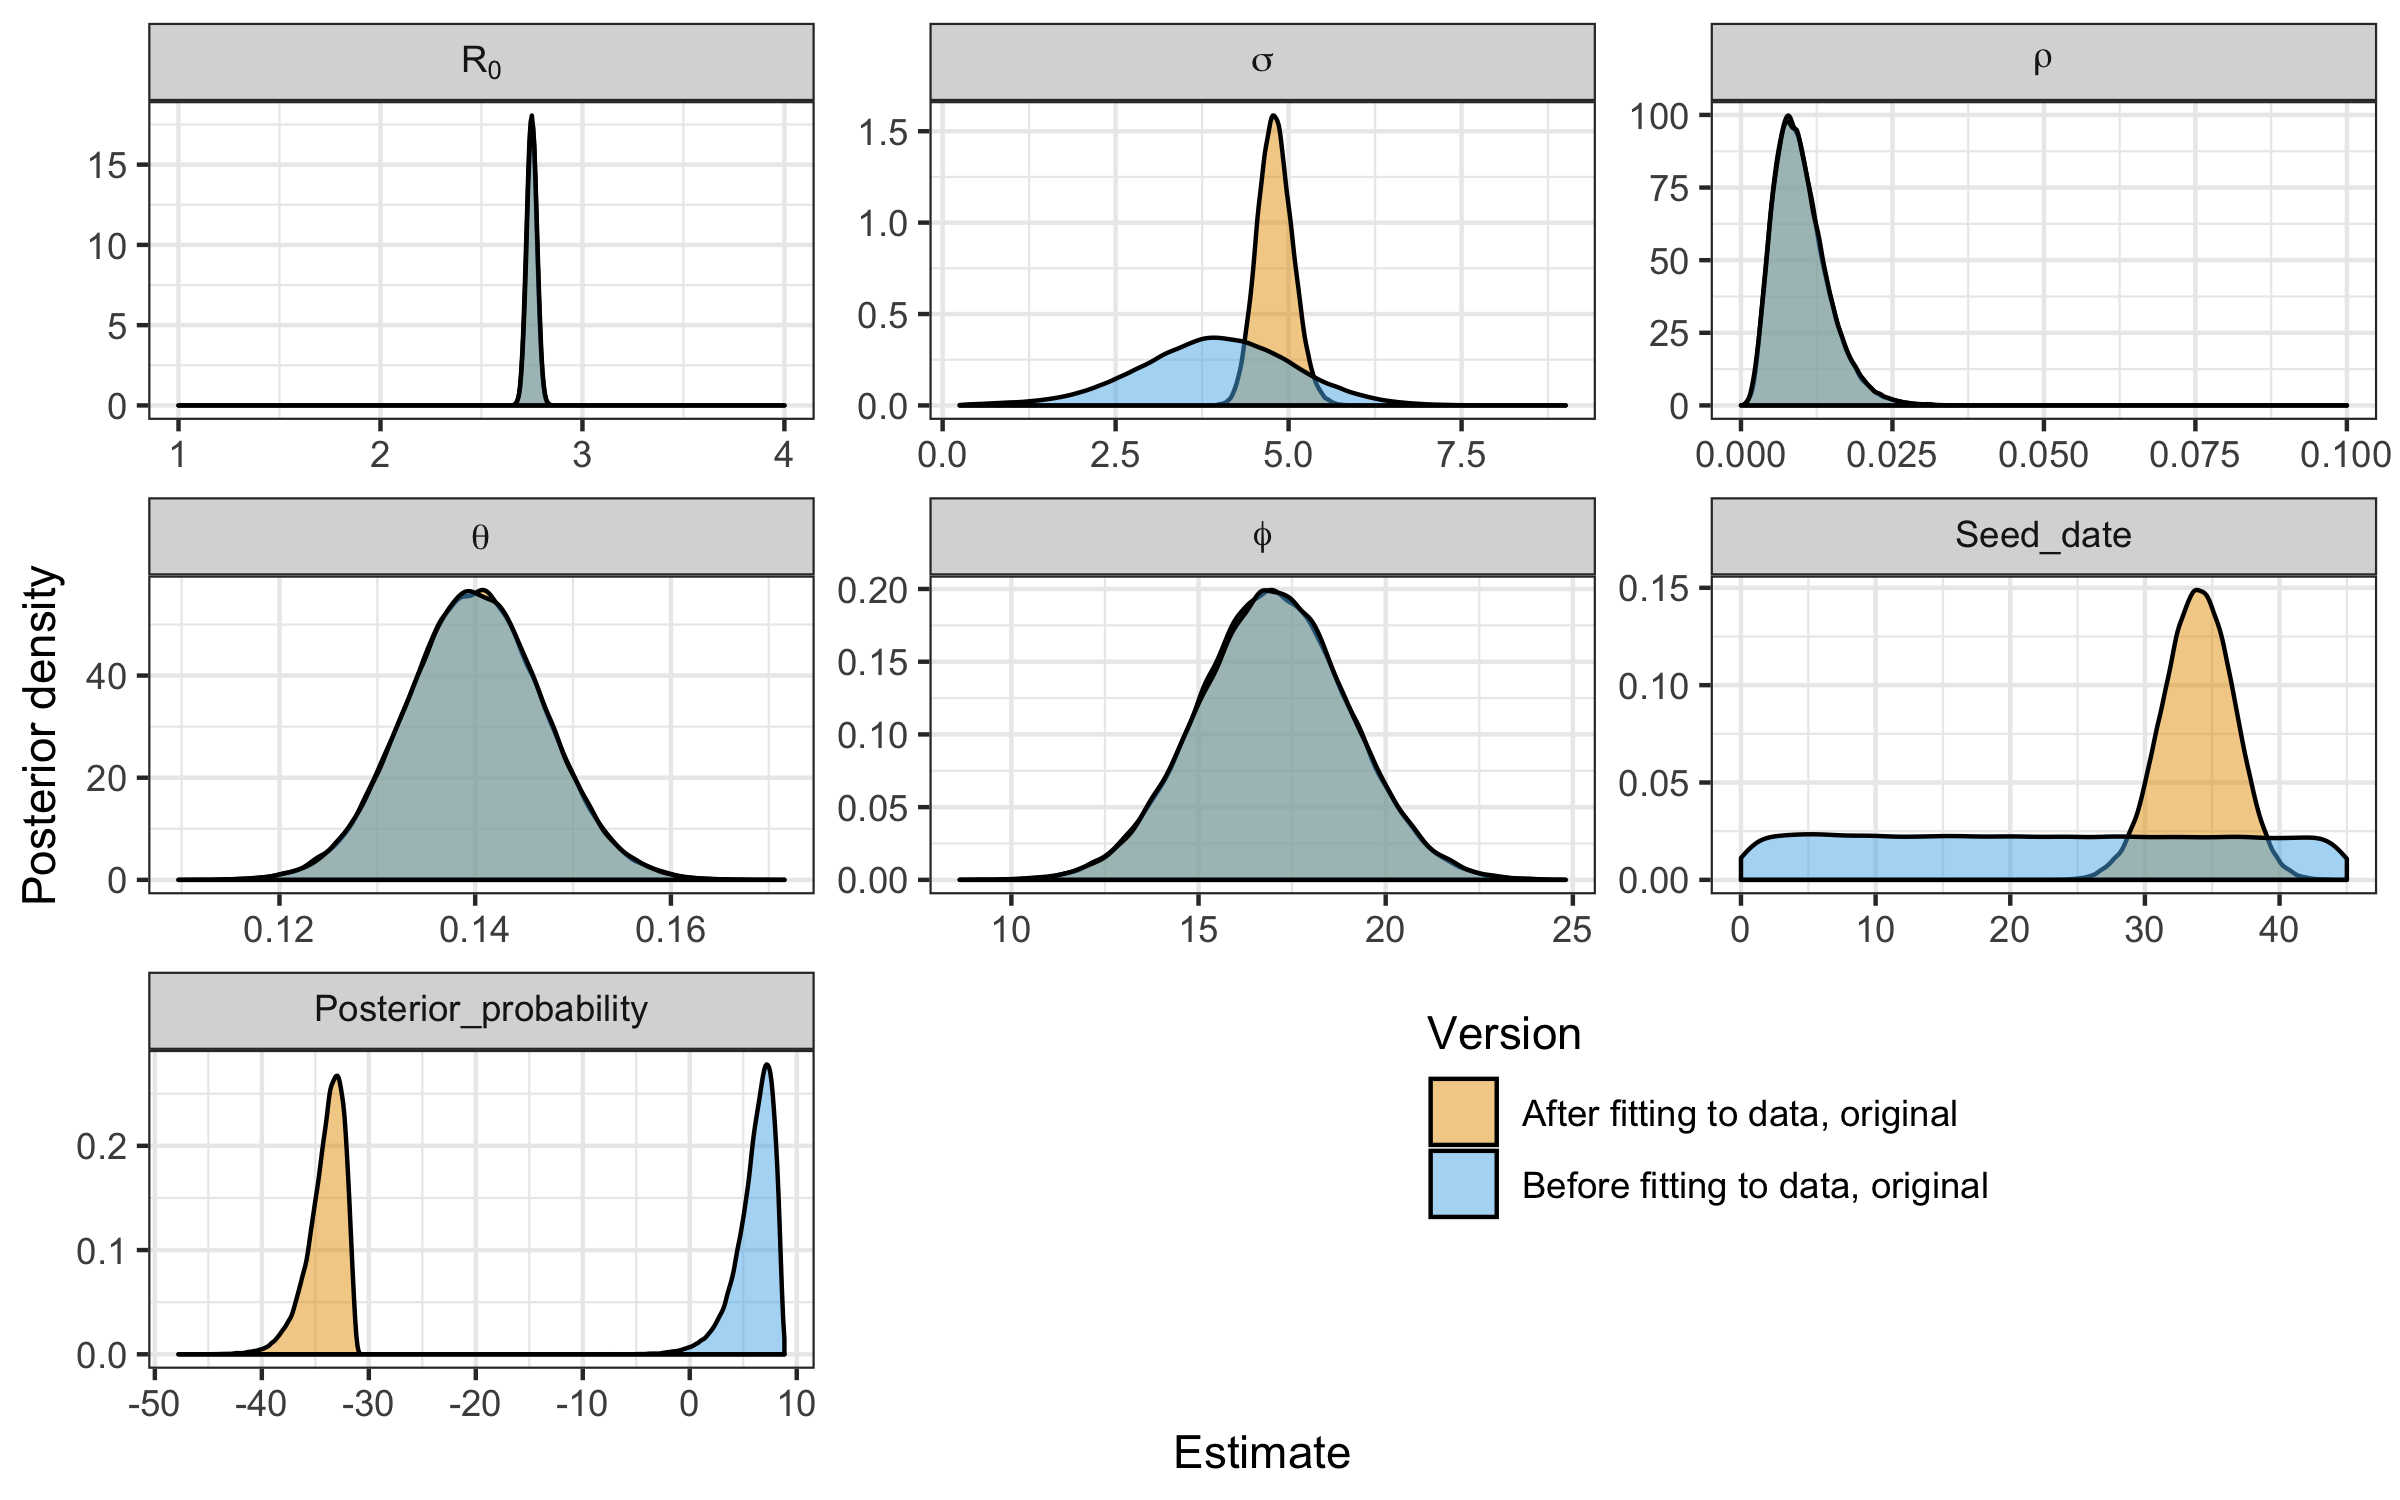 R₀
σ
ρ
15
10
5
0
1 2 3 4
1.5
1.0
0.5
0.0
0.0 2.5 5.0 7.5
100
75
50
25
0
0.000 0.025 0.050 0.075 0.100
θ
ϕ
Seed_date
Posterior density
40
20
0
0.12 0.14 0.16
0.20
0.15
0.10
0.05
0.00
10 15 20 25
0.15
0.10
0.05
0.00
0 10 20 30 40
Posterior_probability
0.2
0.1
0.0
-50 -40 -30 -20 -10 0 10
Version
After fitting to data, original
Before fitting to data, original
Estimate